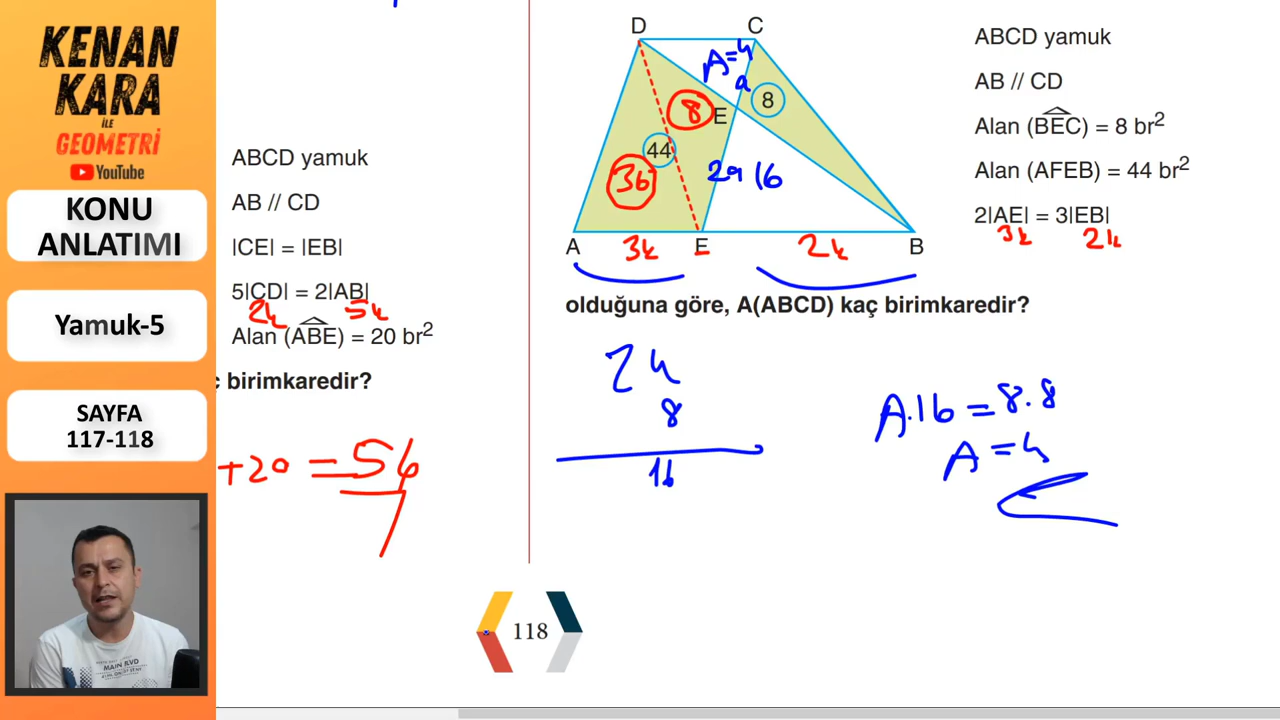 KENAN
KARA
İLE
GEOMETRİ
YouTube
KONU
ANLATIMI
Yamuk-5
SAYFA
117-118
MAIN RLVD
ABCD yamuk
AB // CD
|CE| = |EB|
5|CD| = 2|AB|
2k 5k
Alan (ABE) = 20 br²
ç birimkaredir?
+20 = 54
D C
A=4
a
8
8
E
44
36
2a 16
A E B
3k 2k
ABCD yamuk
AB // CD
Alan (BEC) = 8 br²
Alan (AFEB) = 44 br²
2|AE| = 3|EB|
3k 2k
olduğuna göre, A(ABCD) kaç birimkaredir?
24
8
16
A.16 = 8.8
A = 4
118